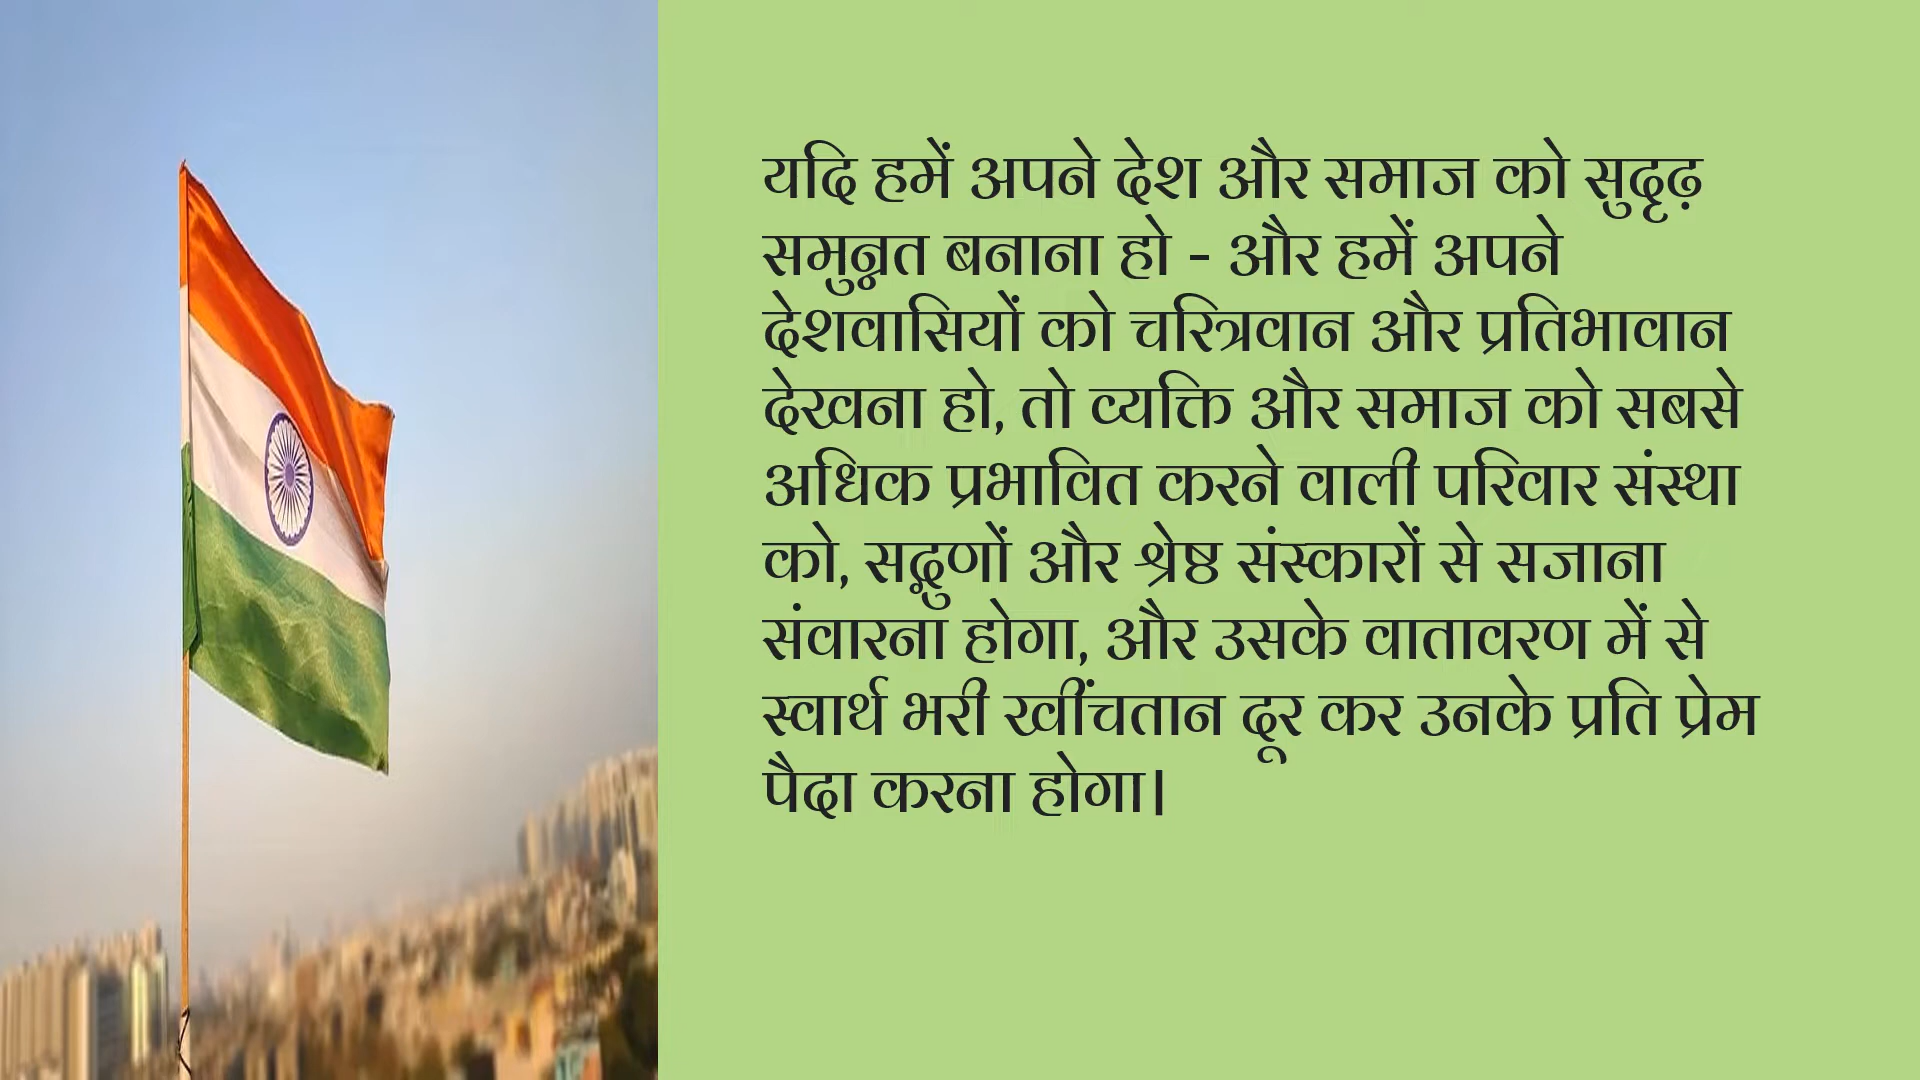 यदि हमें अपने देश और समाज को सुदृढ़
समुन्नत बनाना हो - और हमें अपने
देशवासियों को चरित्रवान और प्रतिभावान
देखना हो, तो व्यक्ति और समाज को सबसे
अधिक प्रभावित करने वाली परिवार संस्था
को, सद्गुणों और श्रेष्ठ संस्कारों से सजाना
संवारना होगा, और उसके वातावरण में से
स्वार्थ भरी खींचतान दूर कर उनके प्रति प्रेम
पैदा करना होगा।